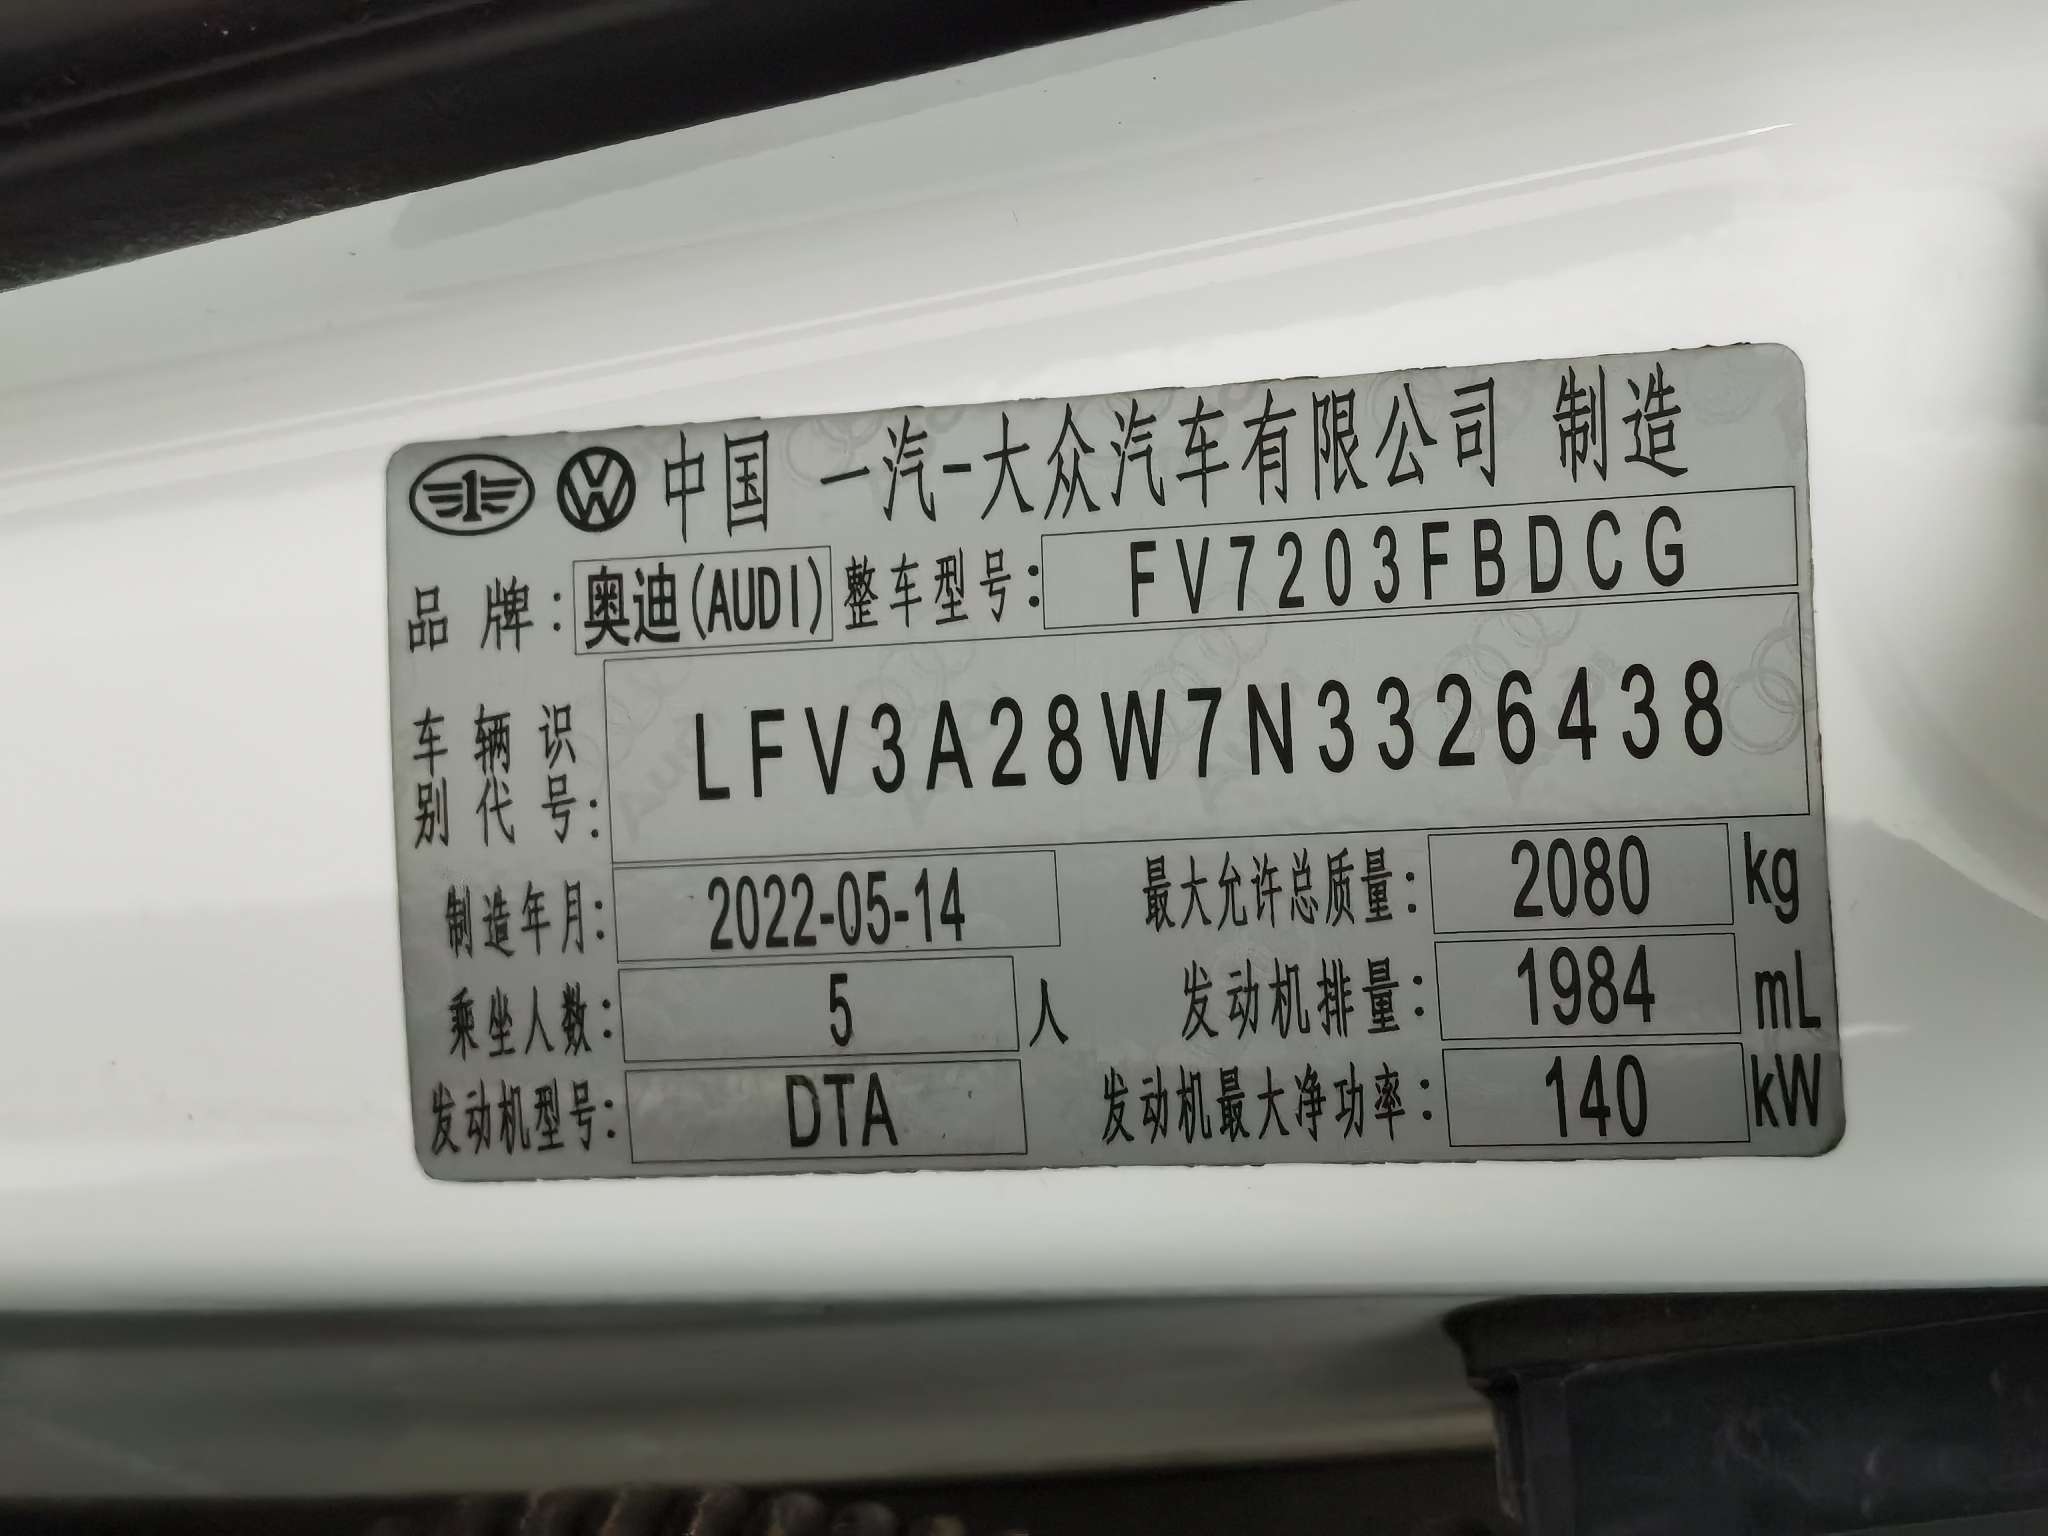 中国 一汽-大众汽车有限公司 制造
品牌：奥迪(AUDI) 整车型号：FV7203FBDCG
车辆识别代号：LFV3A28W7N3326438
制造年月：2022-05-14 最大允许总质量：2080 kg
乘坐人数：5 人 发动机排量：1984 mL
发动机型号：DTA 发动机最大净功率：140 kW